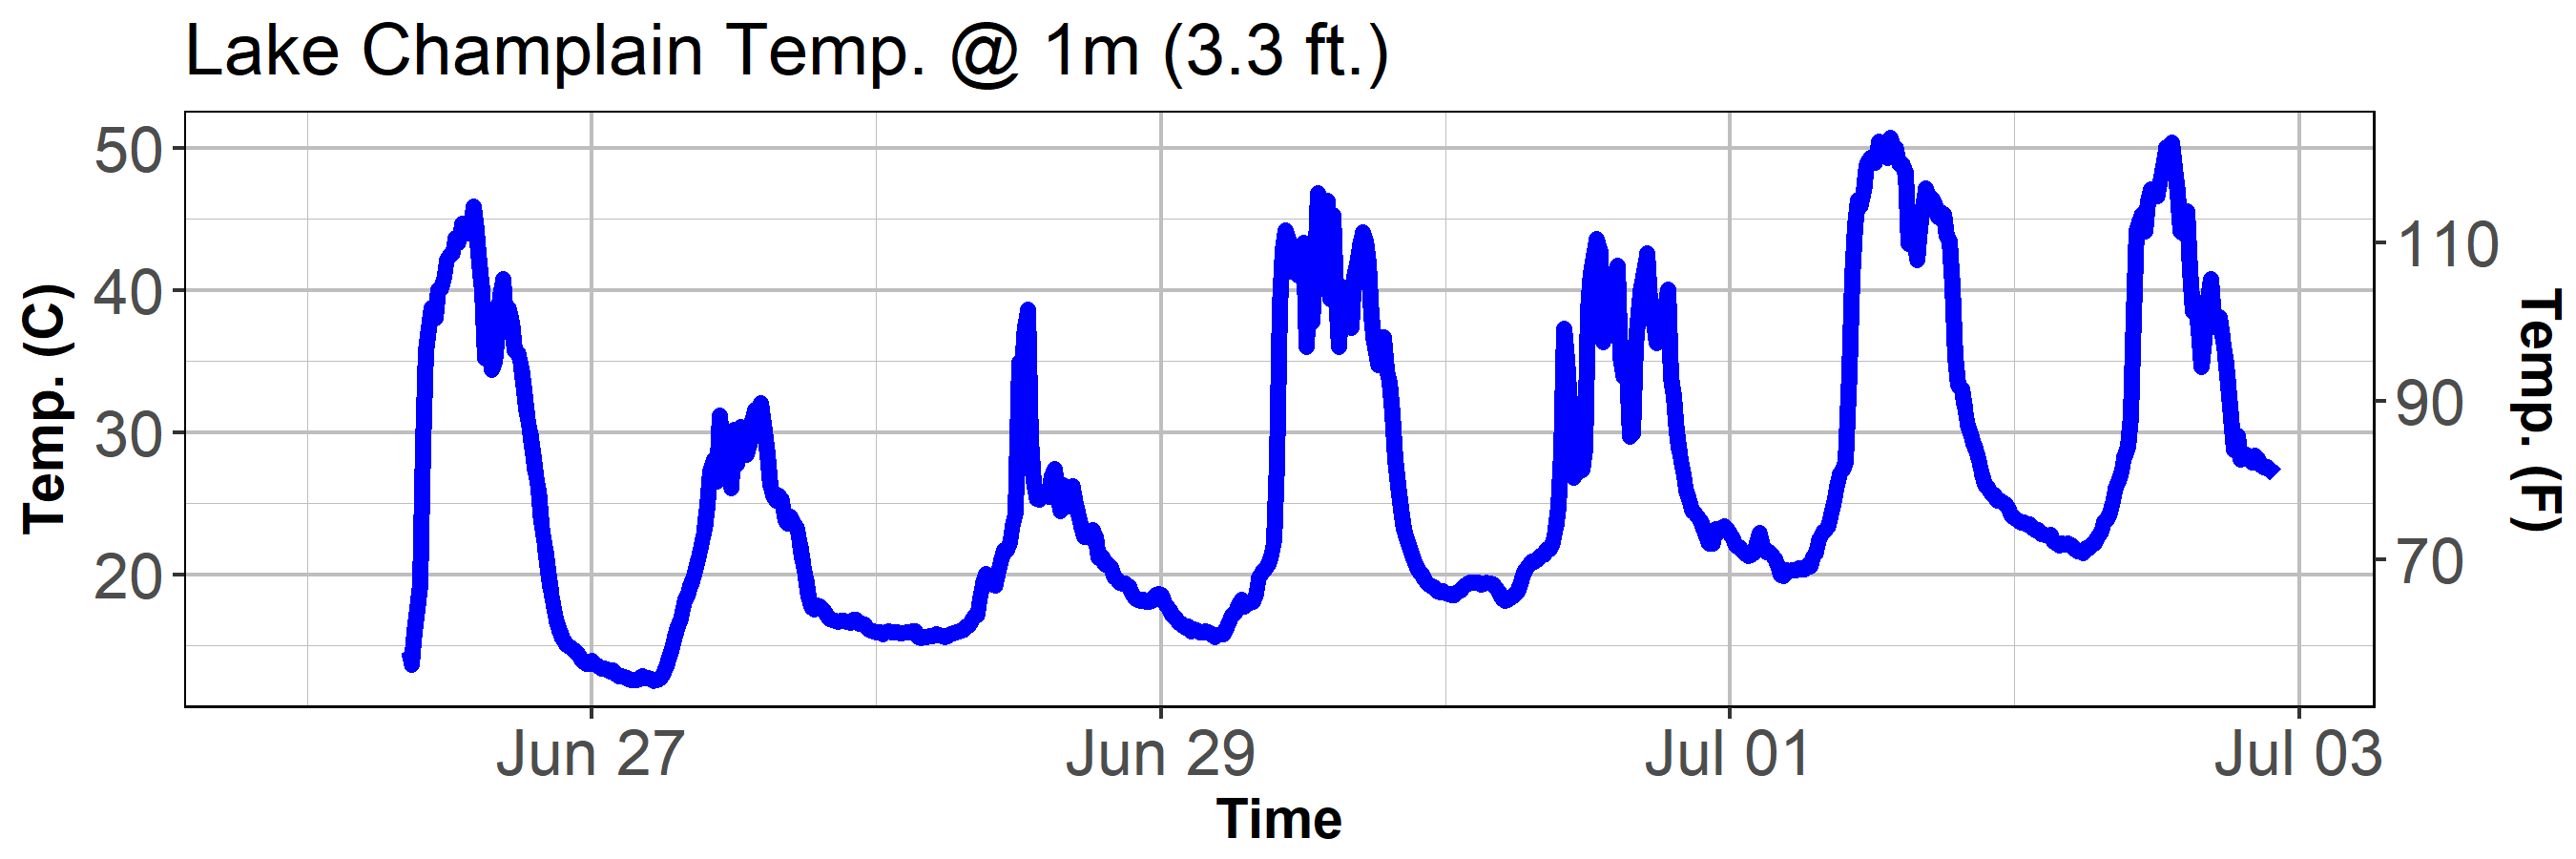 Lake Champlain Temp. @ 1m (3.3 ft.)
Temp. (C)
50
40
30
20
110
90
70
Temp. (F)
Jun 27
Jun 29
Jul 01
Jul 03
Time